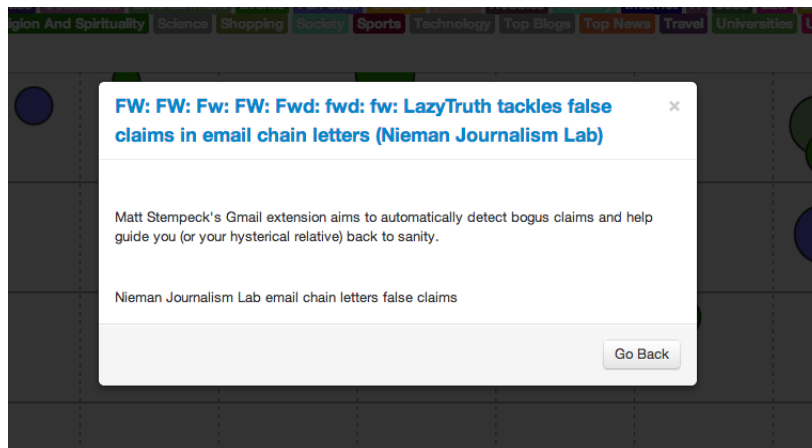 igion And Spirituality Science Shopping Society Sports Technology Top Blogs Top News Travel Universities
FW: FW: Fw: FW: Fwd: fwd: fw: LazyTruth tackles false
claims in email chain letters (Nieman Journalism Lab)
×
Matt Stempeck's Gmail extension aims to automatically detect bogus claims and help
guide you (or your hysterical relative) back to sanity.
Nieman Journalism Lab email chain letters false claims
Go Back